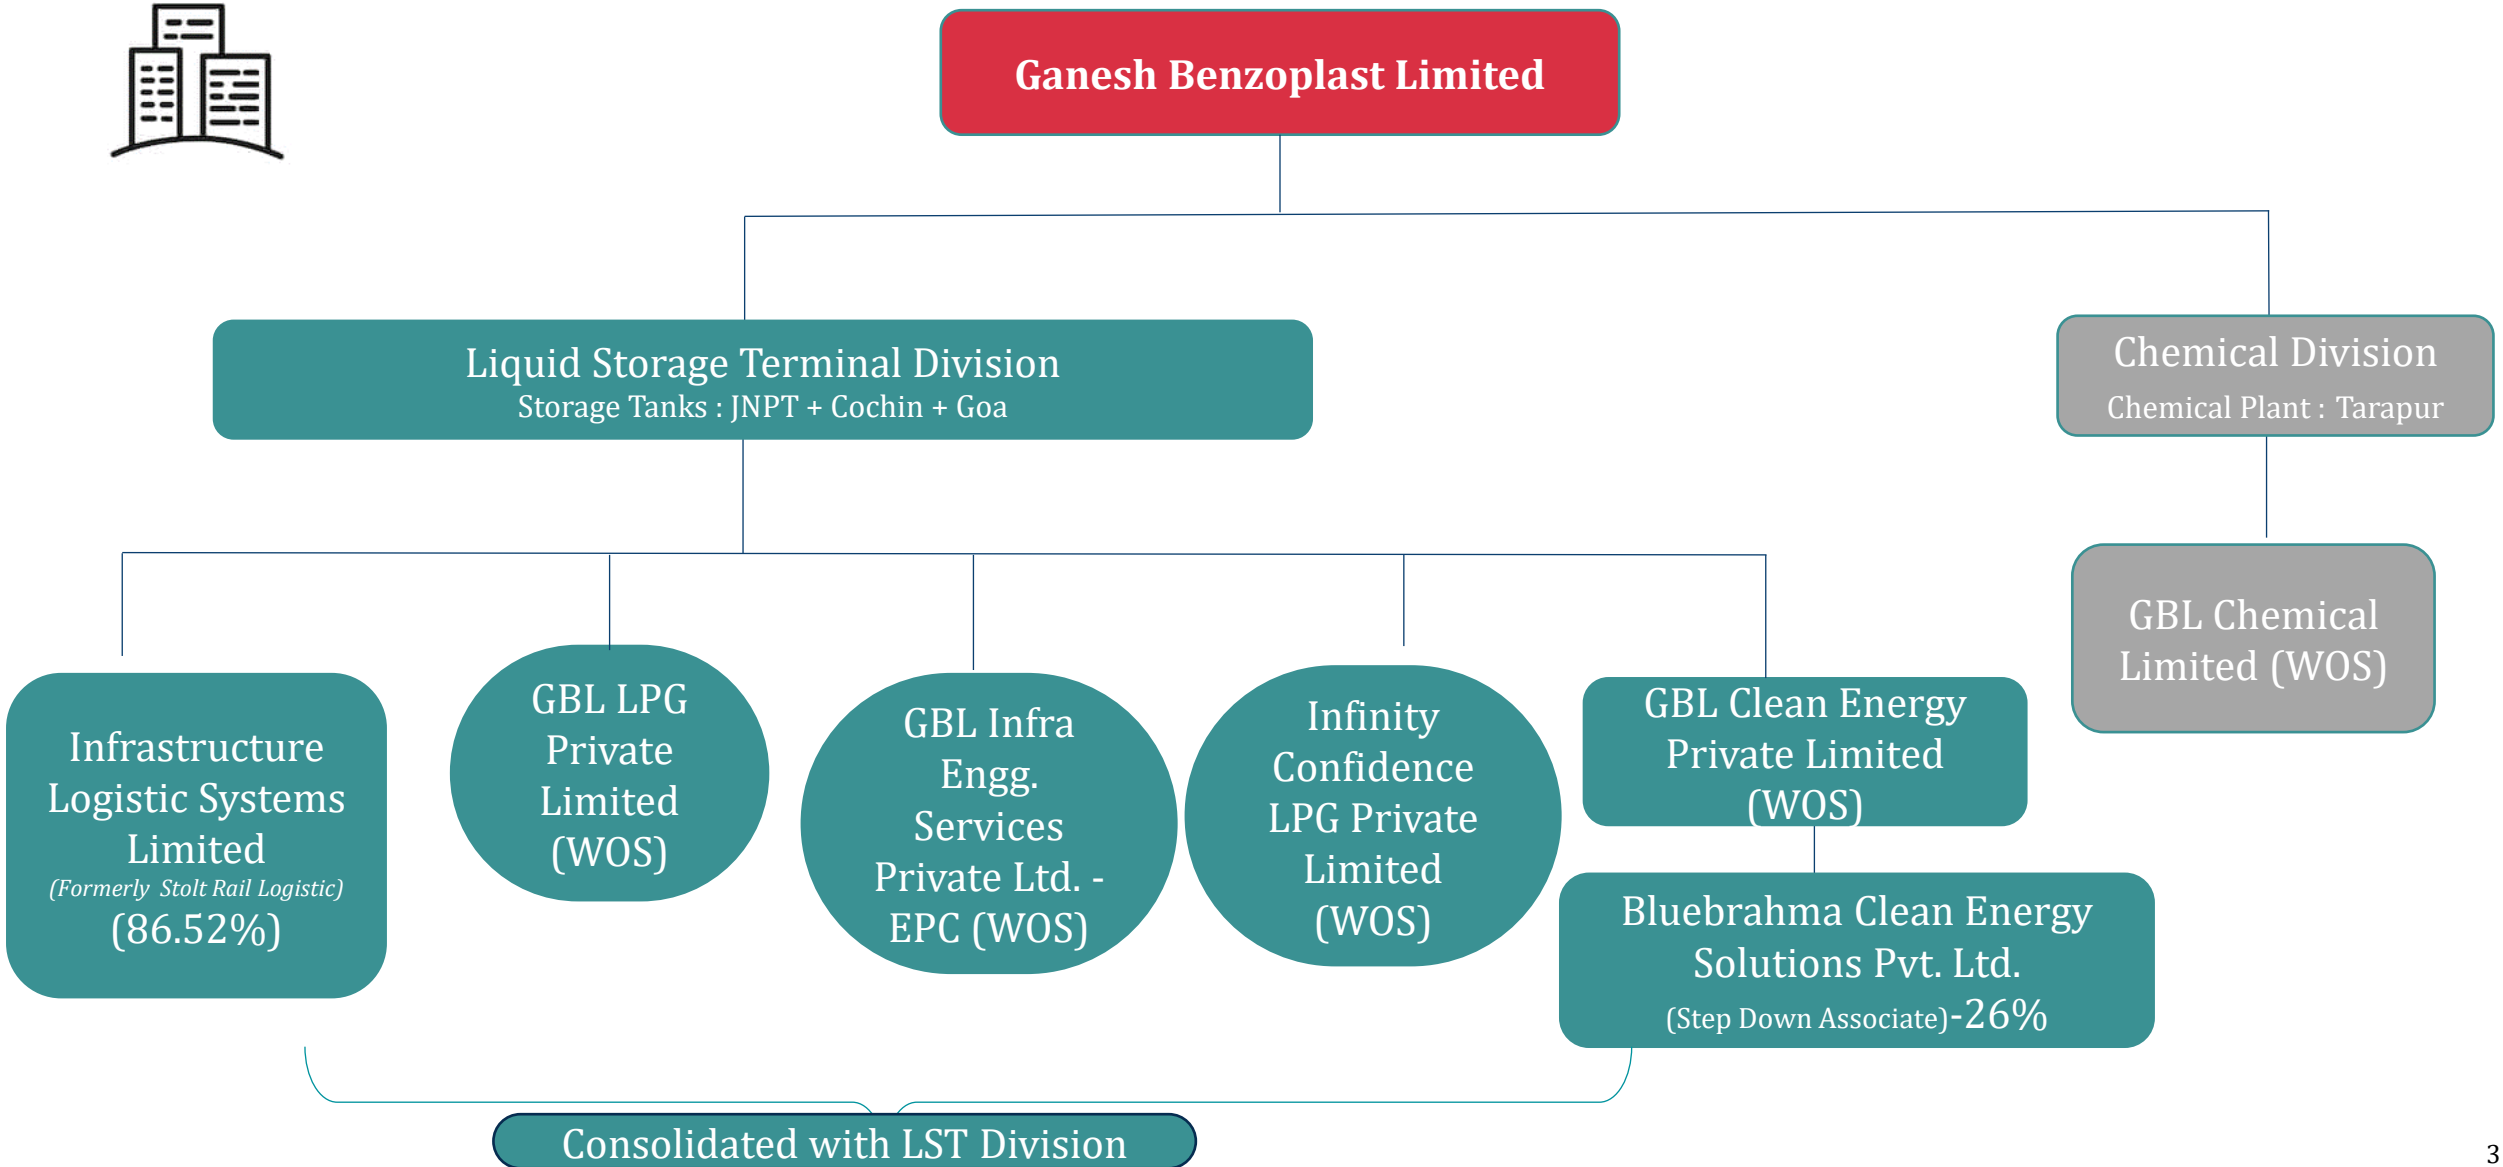 Ganesh Benzoplast Limited
Liquid Storage Terminal Division
Storage Tanks : JNPT + Cochin + Goa
Chemical Division
Chemical Plant : Tarapur
Infrastructure
Logistic Systems
Limited
(Formerly Stolt Rail Logistic)
(86.52%)
GBL LPG
Private
Limited
(WOS)
GBL Infra
Engg.
Services
Private Ltd. -
EPC (WOS)
Infinity
Confidence
LPG Private
Limited
(WOS)
GBL Clean Energy
Private Limited
(WOS)
Bluebrahma Clean Energy
Solutions Pvt. Ltd.
(Step Down Associate)-26%
GBL Chemical
Limited (WOS)
Consolidated with LST Division
3